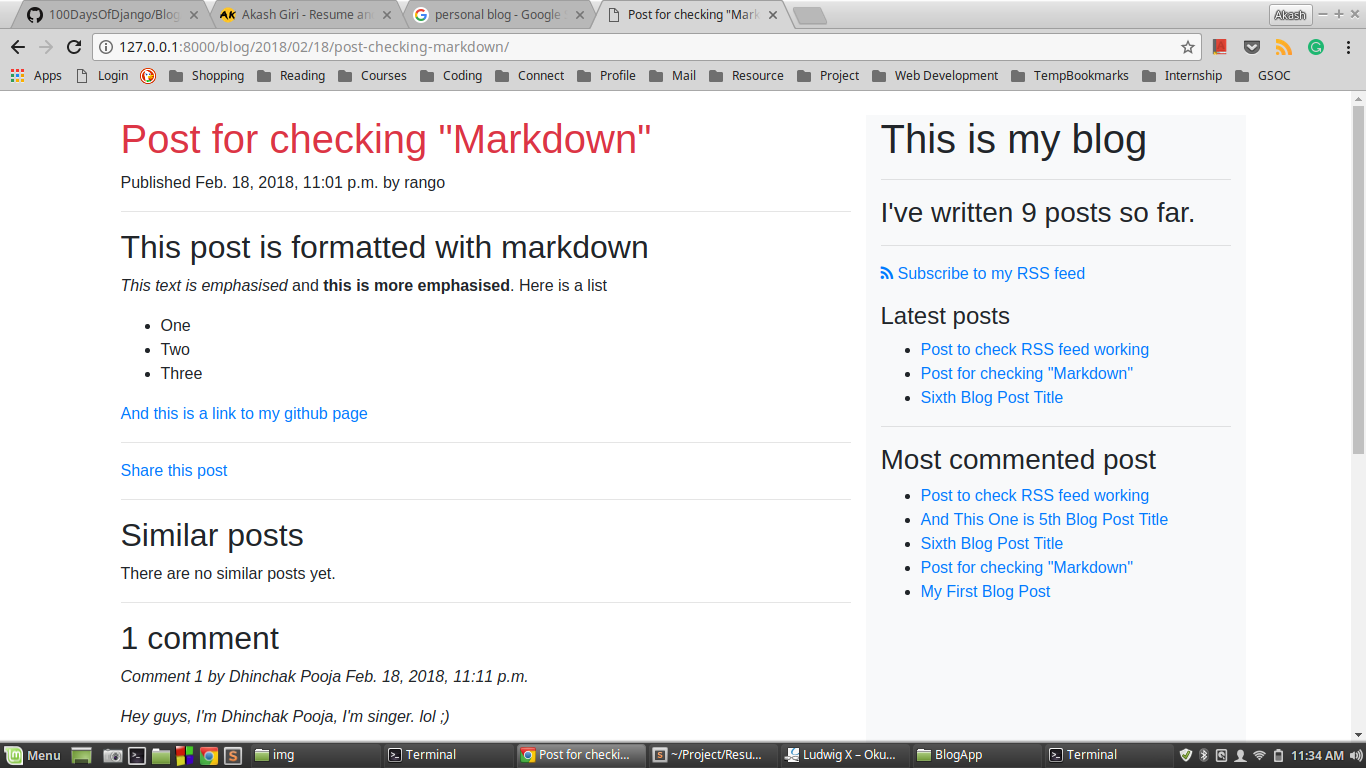 100DaysOfDjango/Blog
Akash Giri - Resume an
personal blog - Google
Post for checking "Mark
Akash
127.0.0.1:8000/blog/2018/02/18/post-checking-markdown/
Apps Login Shopping Reading Courses Coding Connect Profile Mail Resource Project Web Development TempBookmarks Internship GSOC
Post for checking "Markdown"
Published Feb. 18, 2018, 11:01 p.m. by rango
This post is formatted with markdown
This text is emphasised and this is more emphasised. Here is a list
One
Two
Three
And this is a link to my github page
Share this post
Similar posts
There are no similar posts yet.
1 comment
Comment 1 by Dhinchak Pooja Feb. 18, 2018, 11:11 p.m.
Hey guys, I'm Dhinchak Pooja, I'm singer. lol ;)
This is my blog
I've written 9 posts so far.
Subscribe to my RSS feed
Latest posts
Post to check RSS feed working
Post for checking "Markdown"
Sixth Blog Post Title
Most commented post
Post to check RSS feed working
And This One is 5th Blog Post Title
Sixth Blog Post Title
Post for checking "Markdown"
My First Blog Post
Menu img Terminal Post for checki... ~/Project/Resu... Ludwig X – Oku... BlogApp Terminal 11:34 AM